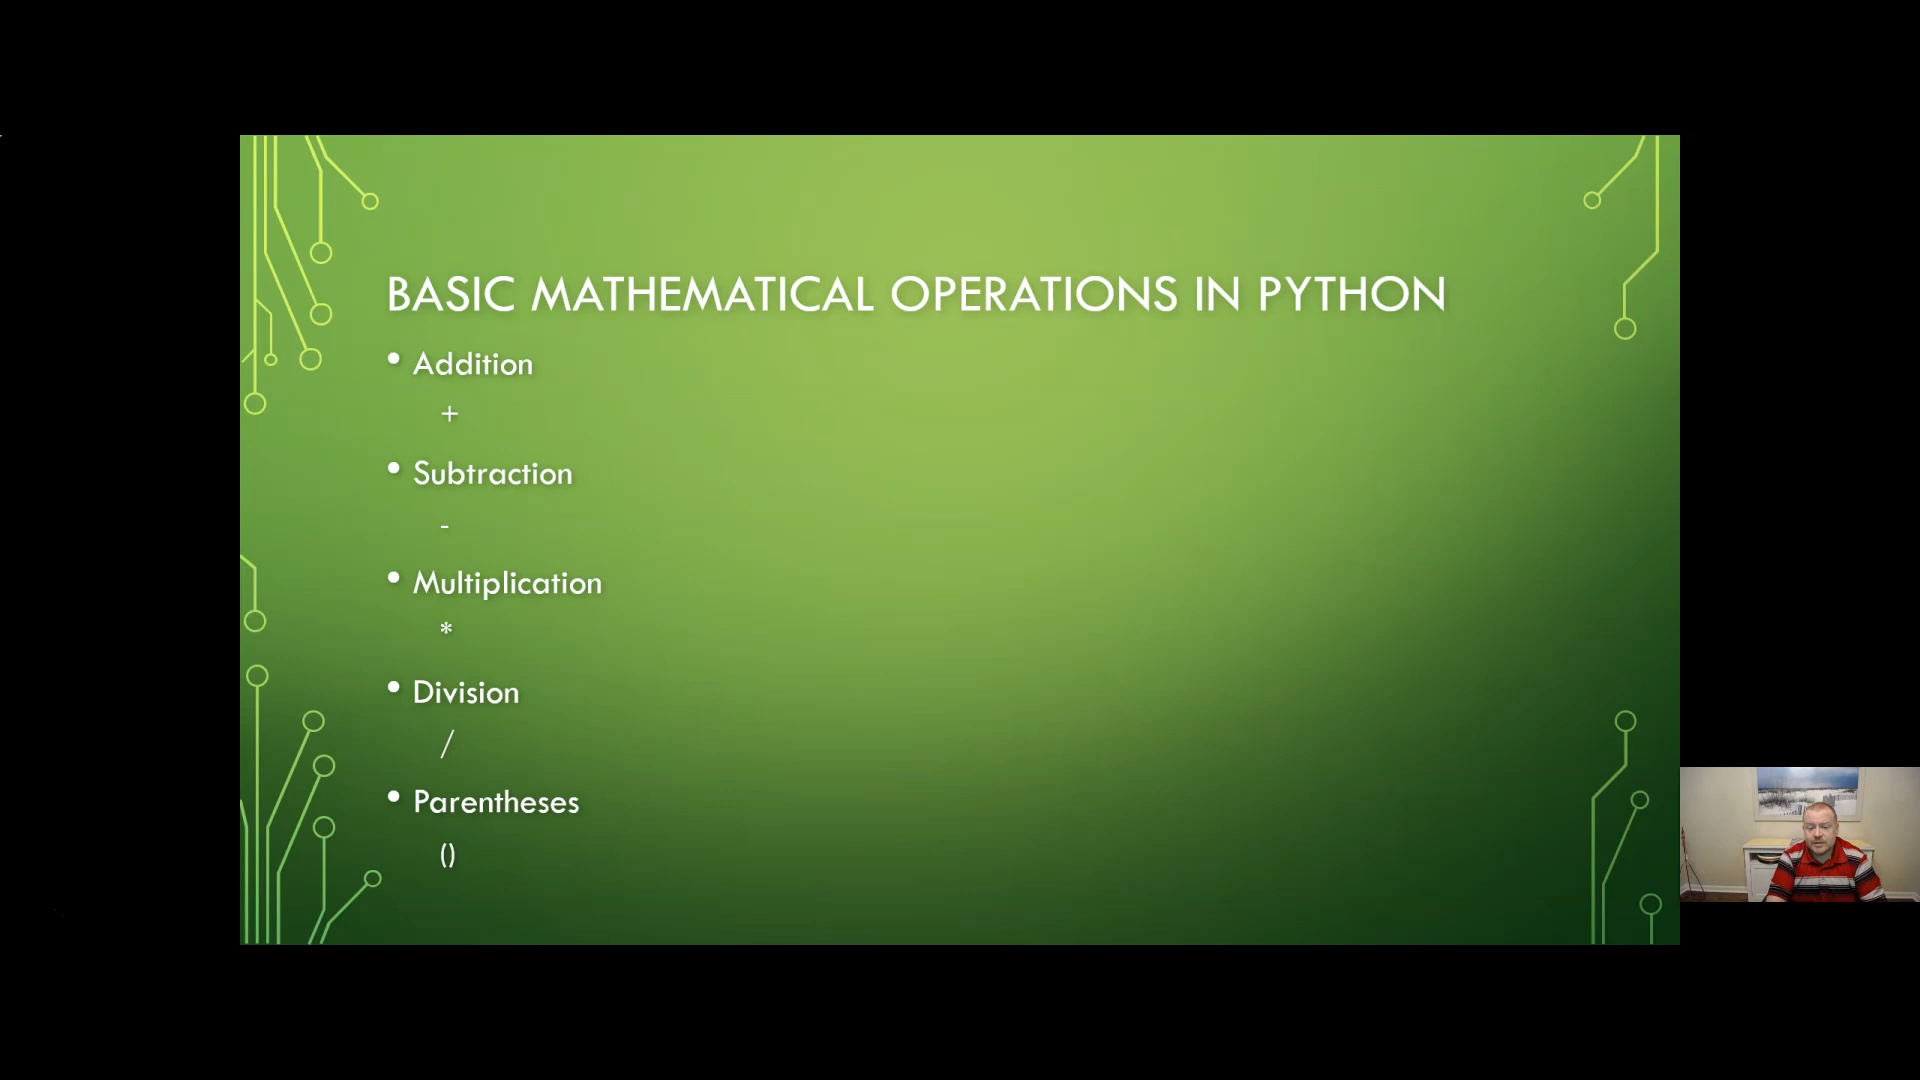 BASIC MATHEMATICAL OPERATIONS IN PYTHON
• Addition
+
• Subtraction
-
• Multiplication
*
• Division
/
• Parentheses
()